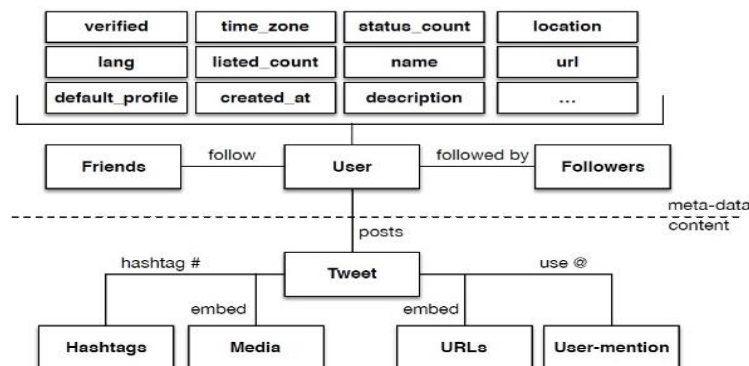 verified time_zone status_count location
lang listed_count name url
default_profile created_at description ...
Friends follow User followed by Followers
meta-data
content
posts
hashtag # Tweet use @
embed embed
Hashtags Media URLs User-mention